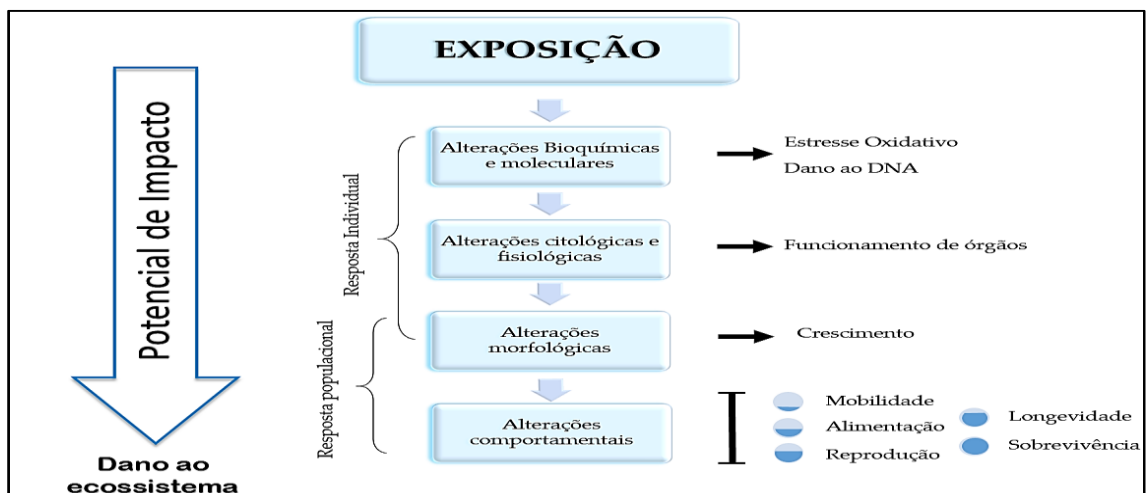 EXPOSIÇÃO
Potencial de Impacto
Dano ao
ecossistema
Resposta Individual
Resposta populacional
Alterações Bioquímicas
e moleculares
Estresse Oxidativo
Dano ao DNA
Alterações citológicas e
fisiológicas
Funcionamento de órgãos
Alterações
morfológicas
Crescimento
Alterações
comportamentais
Mobilidade
Alimentação
Reprodução
Longevidade
Sobrevivência